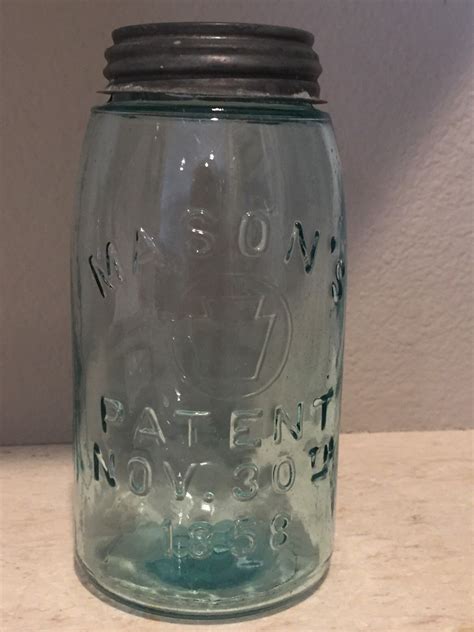 MASON'S
PATENT
NOV. 30TH
1858